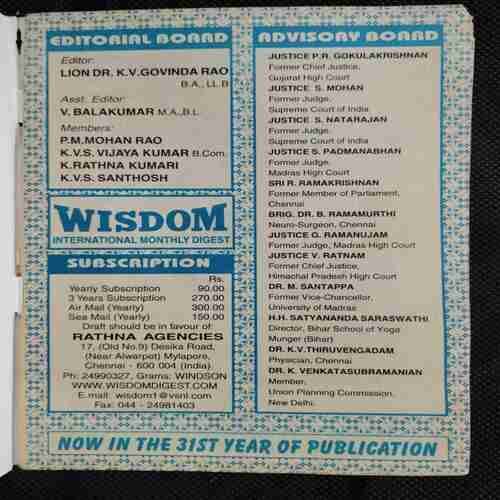 EDITORIAL BOARD
Editor:
LION DR. K.V.GOVINDA RAO
B.A., LL.B
Asst. Editor:
V. BALAKUMAR M.A.,B.L.
Members:
P.M.MOHAN RAO
K.V.S. VIJAYA KUMAR B.Com.
K.RATHNA KUMARI
K.V.S. SANTHOSH
WISDOM
INTERNATIONAL MONTHLY DIGEST
SUBSCRIPTION
Rs.
Yearly Subscription 90.00
3 Years Subscription 270.00
Air Mail (Yearly) 300.00
Sea Mail (Yearly) 150.00
Draft should be in favour of
RATHNA AGENCIES
17, (Old No.9) Desika Road,
(Near Alwarpet) Mylapore,
Chennai - 600 004 (India)
Ph: 24990327, Grams: WINDSON
WWW.WISDOMDIGEST.COM
E.mail: wisdom1@vsnl.com
Fax: 044 - 24981403
ADVISORY BOARD
JUSTICE P.R. GOKULAKRISHNAN
Former Chief Justice,
Gujarat High Court
JUSTICE S. MOHAN
Former Judge,
Supreme Court of India
JUSTICE S. NATARAJAN
Former Judge,
Supreme Court of India
JUSTICE S. PADMANABHAN
Former Judge,
Madras High Court
SRI R. RAMAKRISHNAN
Former Member of Parliament,
Chennai
BRIG. DR. B. RAMAMURTHI
Neuro-Surgeon, Chennai
JUSTICE G. RAMANUJAM
Former Judge, Madras High Court
JUSTICE V. RATNAM
Former Chief Justice,
Himachal Pradesh High Court
DR. M. SANTAPPA
Former Vice-Chancellor,
University of Madras
H.H. SATYANANDA SARASWATHI
Director, Bihar School of Yoga
Munger (Bihar)
DR. K.V.THIRUVENGADAM
Physician, Chennai
DR. K. VENKATASUBRAMANIAN
Member,
Union Planning Commission,
New Delhi.
NOW IN THE 31ST YEAR OF PUBLICATION